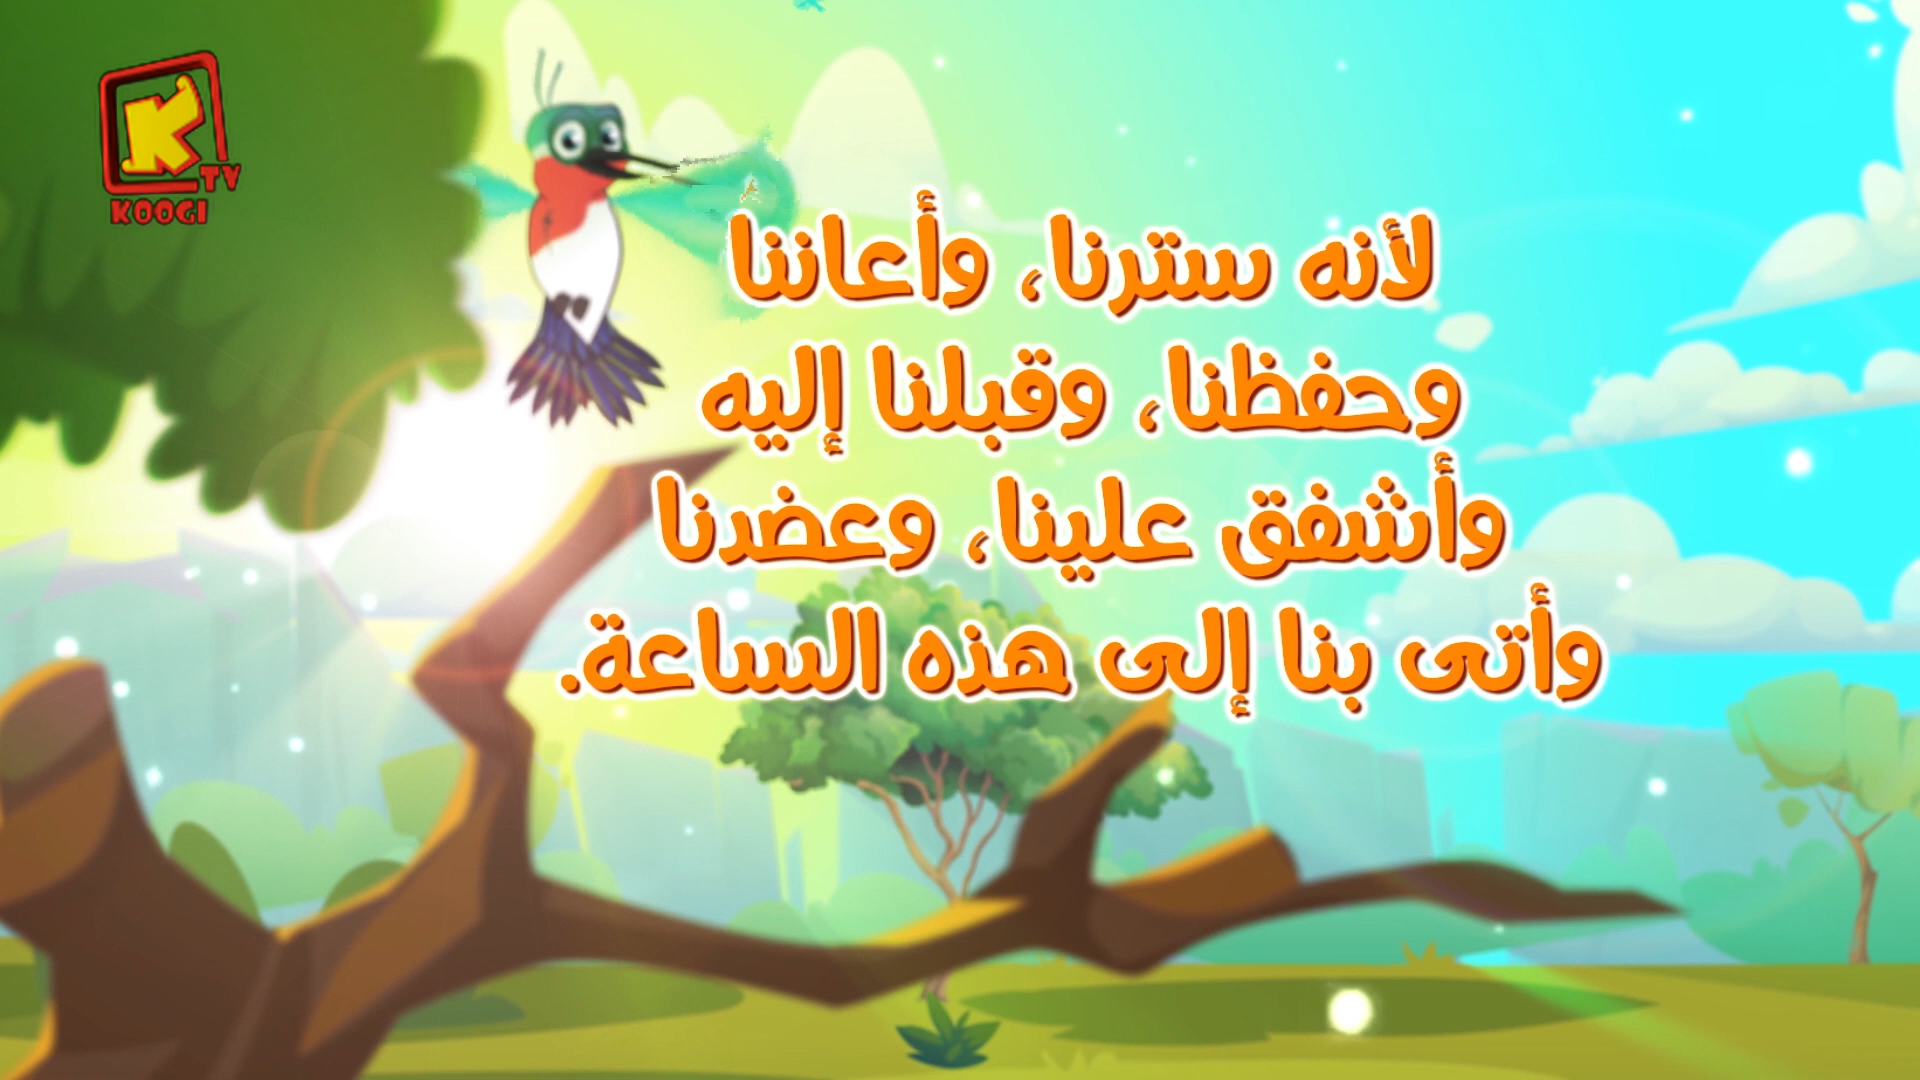 K
TV
KOOGI
لأنه سترنا، وأعاننا
وحفظنا، وقبلنا إليه
وأشفق علينا، وعضدنا
وأتى بنا إلى هذه الساعة.